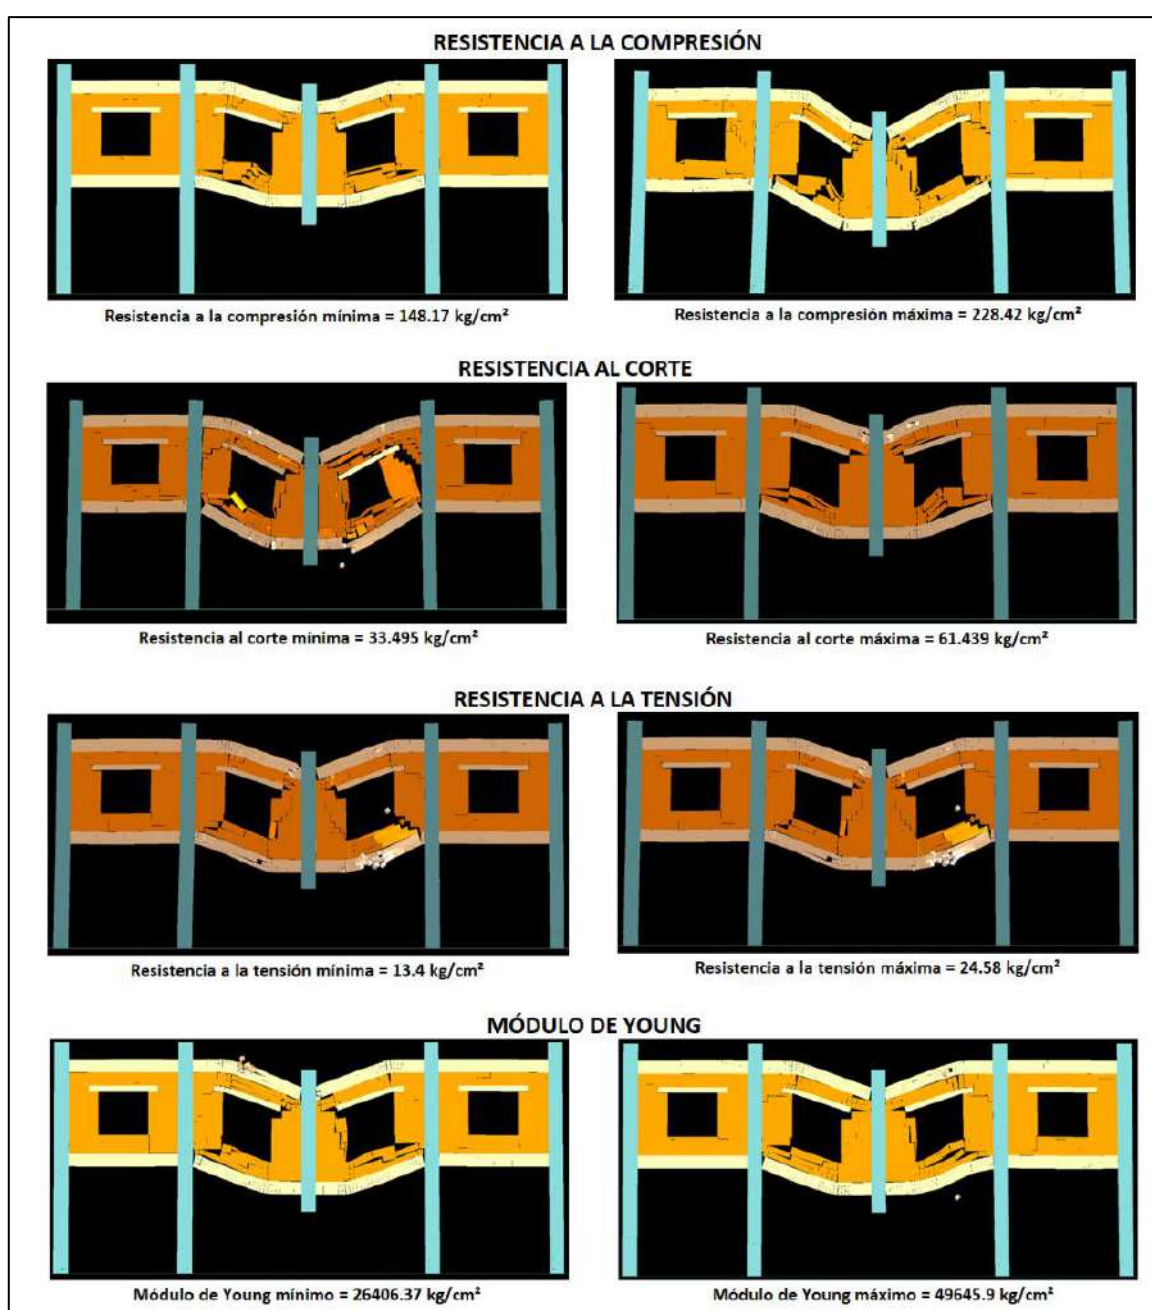 RESISTENCIA A LA COMPRESIÓN
Resistencia a la compresión mínima = 148.17 kg/cm²
Resistencia a la compresión máxima = 228.42 kg/cm²
RESISTENCIA AL CORTE
Resistencia al corte mínima = 33.495 kg/cm²
Resistencia al corte máxima = 61.439 kg/cm²
RESISTENCIA A LA TENSIÓN
Resistencia a la tensión mínima = 13.4 kg/cm²
Resistencia a la tensión máxima = 24.58 kg/cm²
MÓDULO DE YOUNG
Módulo de Young mínimo = 26406.37 kg/cm²
Módulo de Young máximo = 49645.9 kg/cm²